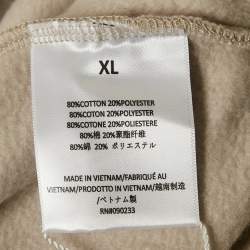 XL
80%COTTON 20%POLYESTER
80%COTON 20%POLYESTER
80%COTONE 20%POLIESTERE
80%棉 20%聚酯纤维
80%綿 20% ポリエステル
MADE IN VIETNAM/FABRIQUÉ AU
VIETNAM/PRODOTTO IN VIETNAM/越南制造
/ベトナム製
RN#090233